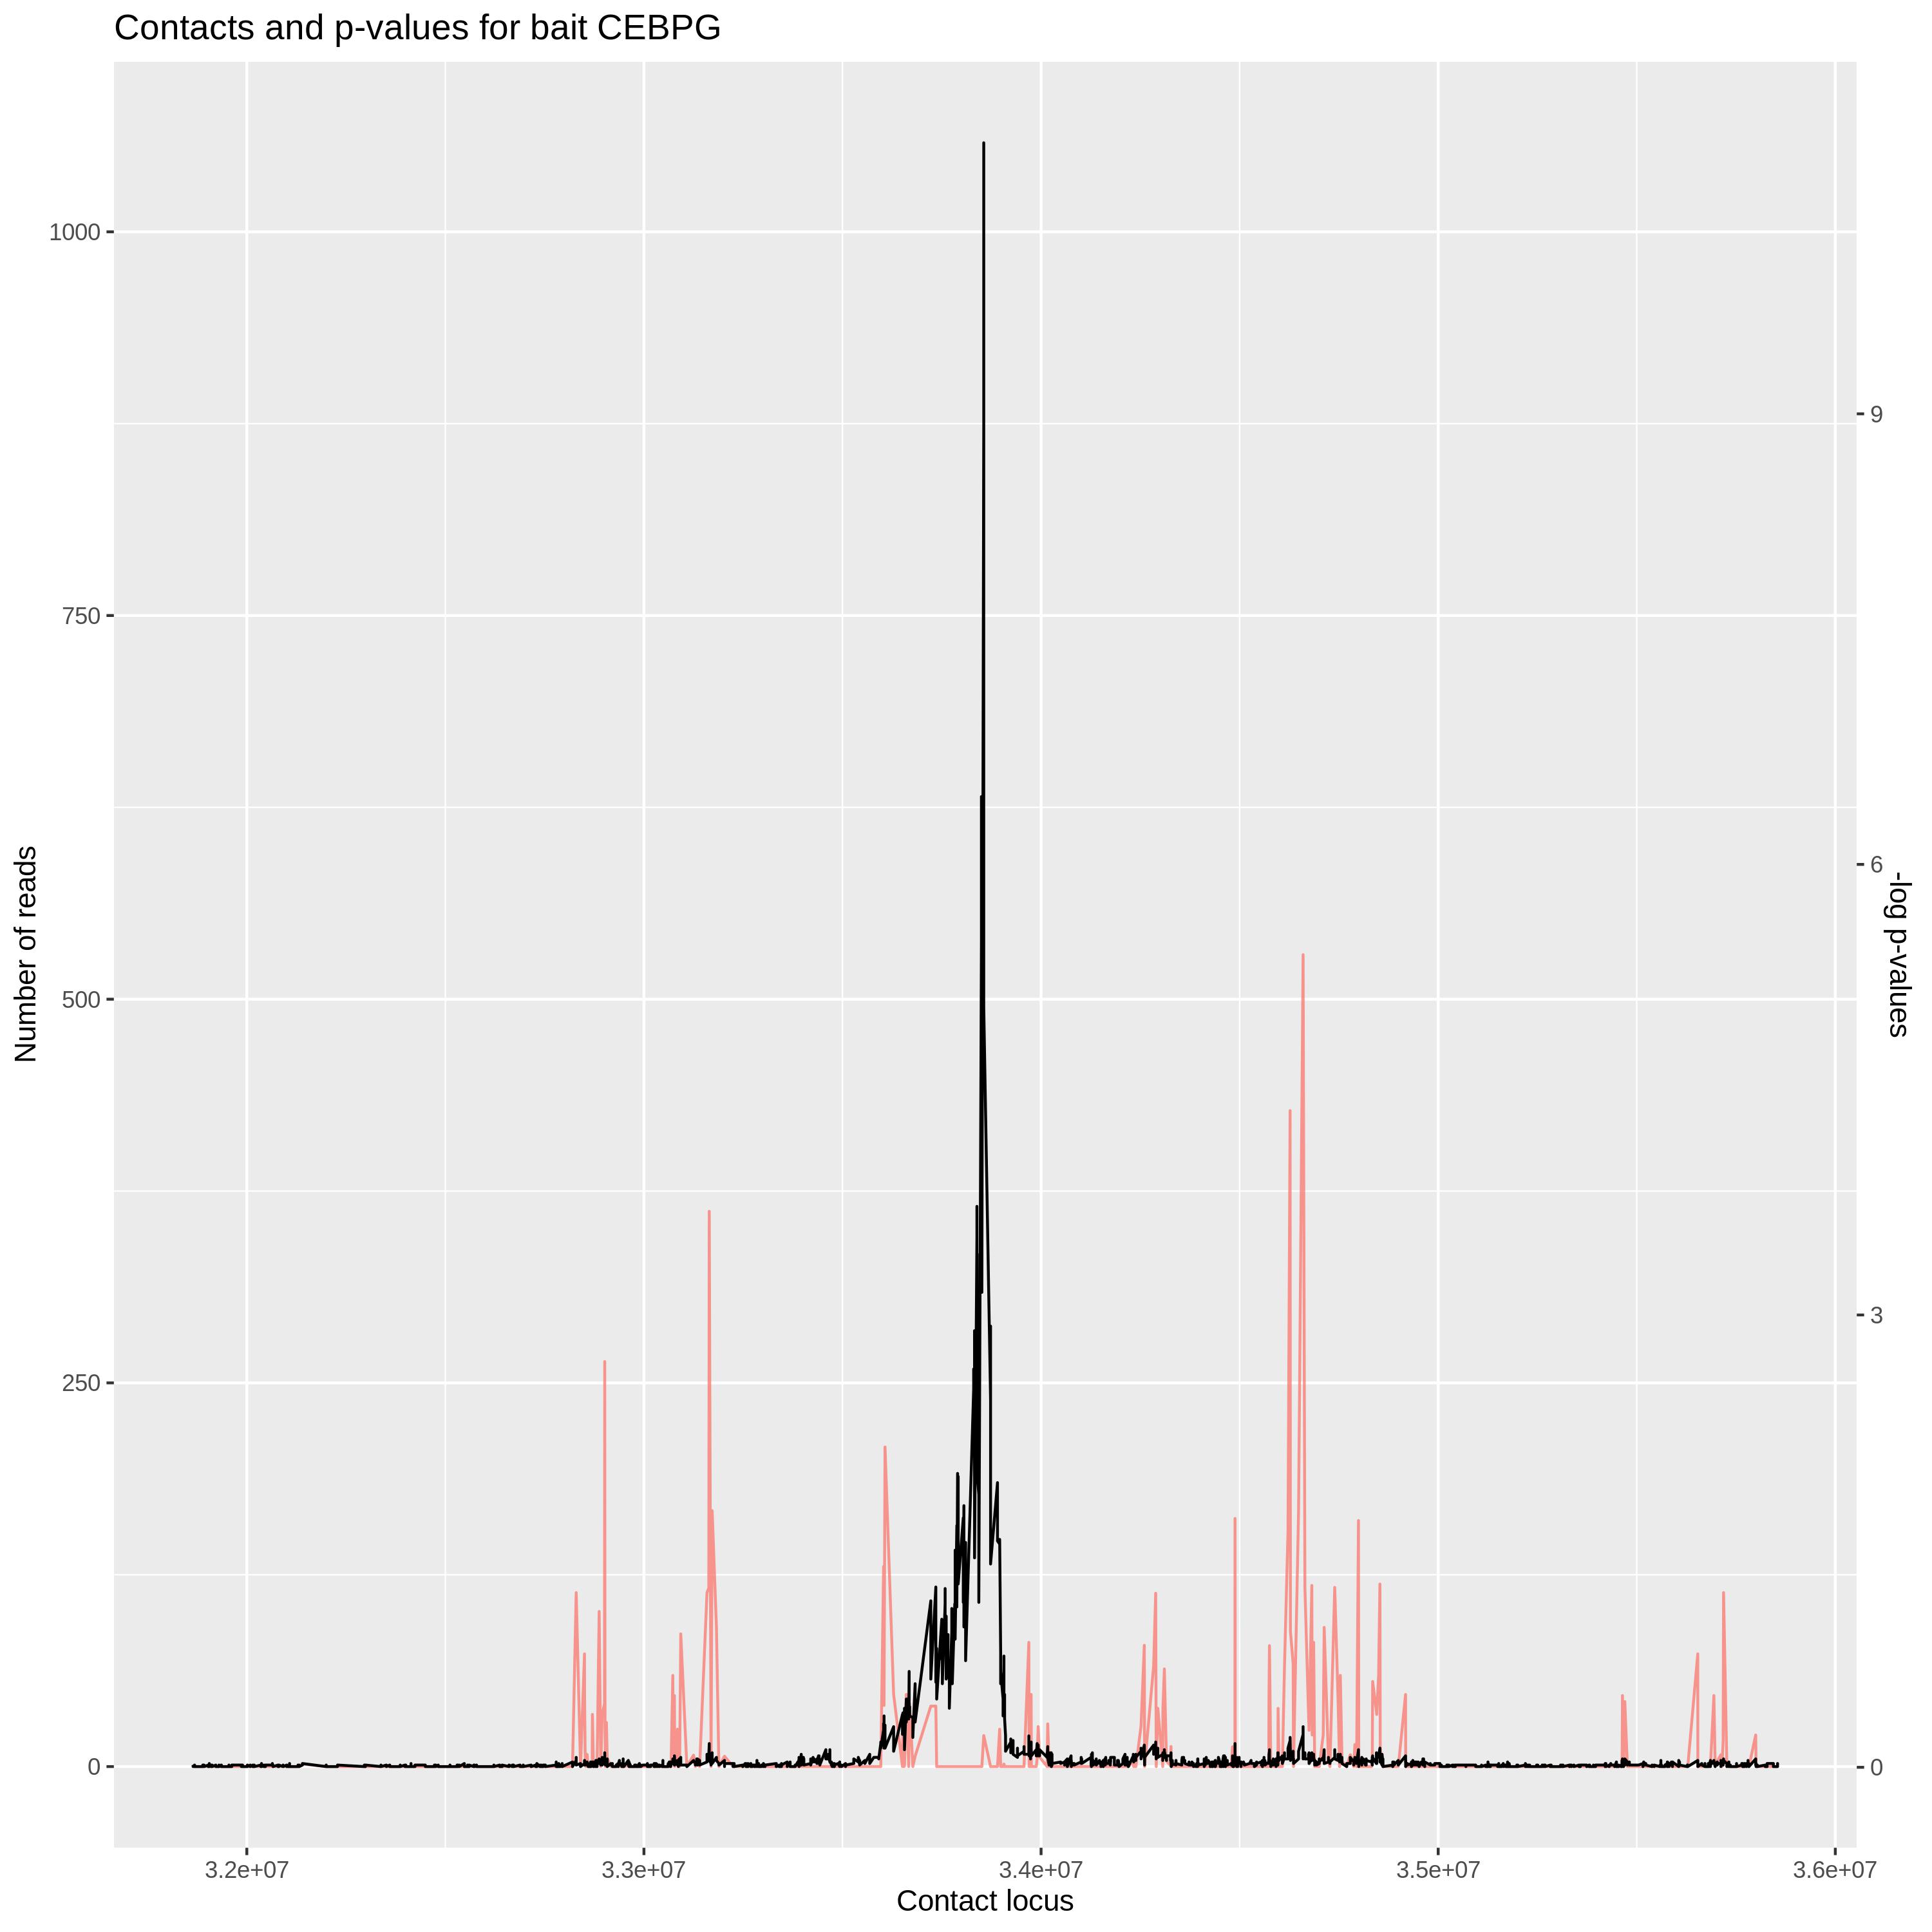 Contacts and p-values for bait CEBPG
1000
750
500
250
0
Number of reads
9
6
3
0
-log p-values
3.2e+07
3.3e+07
3.4e+07
3.5e+07
3.6e+07
Contact locus